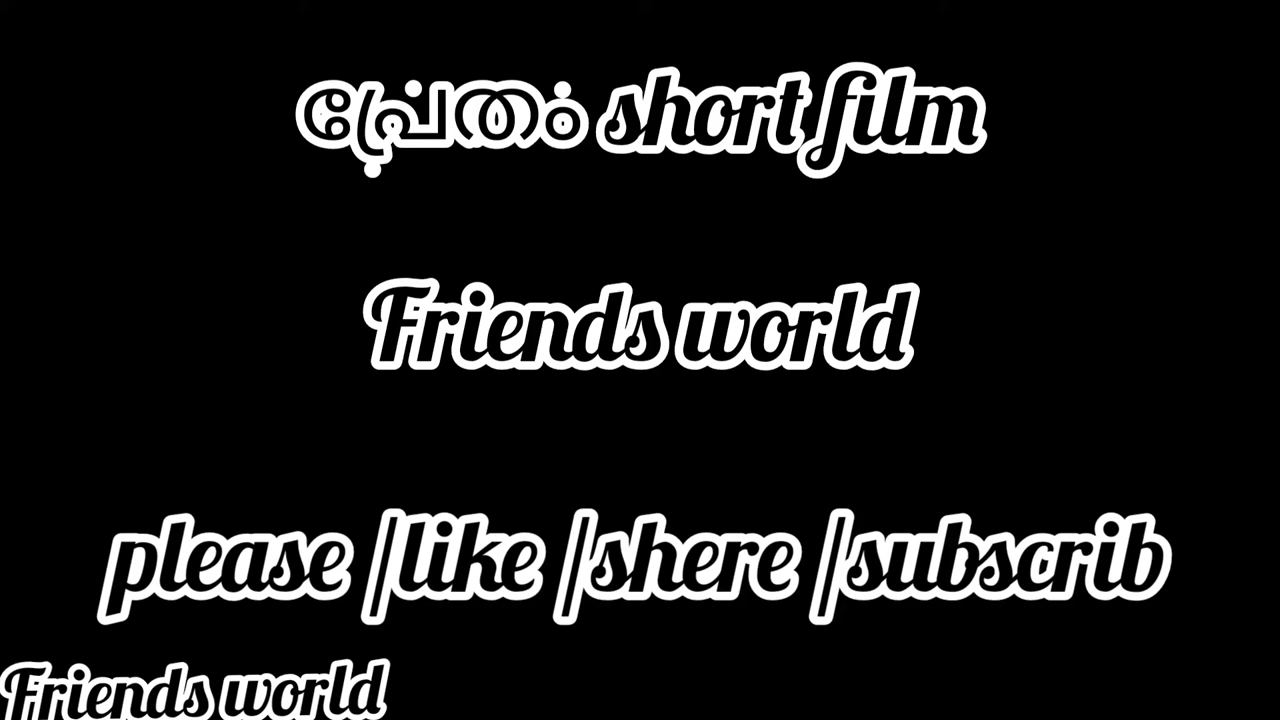 പ്രേതം short film
Friends world
please /like /shere /subscrib
Friends world